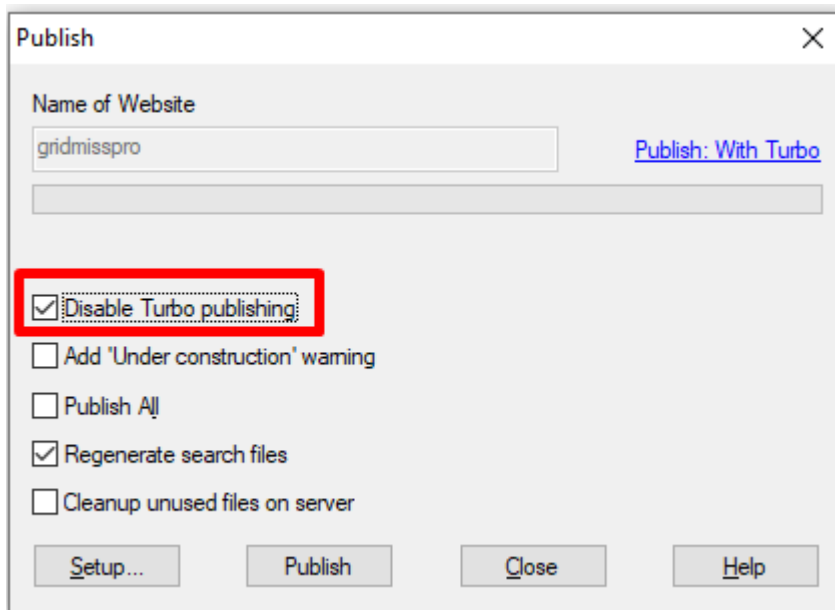 Publish
Name of Website
gridmisspro
Publish: With Turbo
Disable Turbo publishing
Add "Under construction" warning
Publish All
Regenerate search files
Cleanup unused files on server
Setup... Publish Close Help